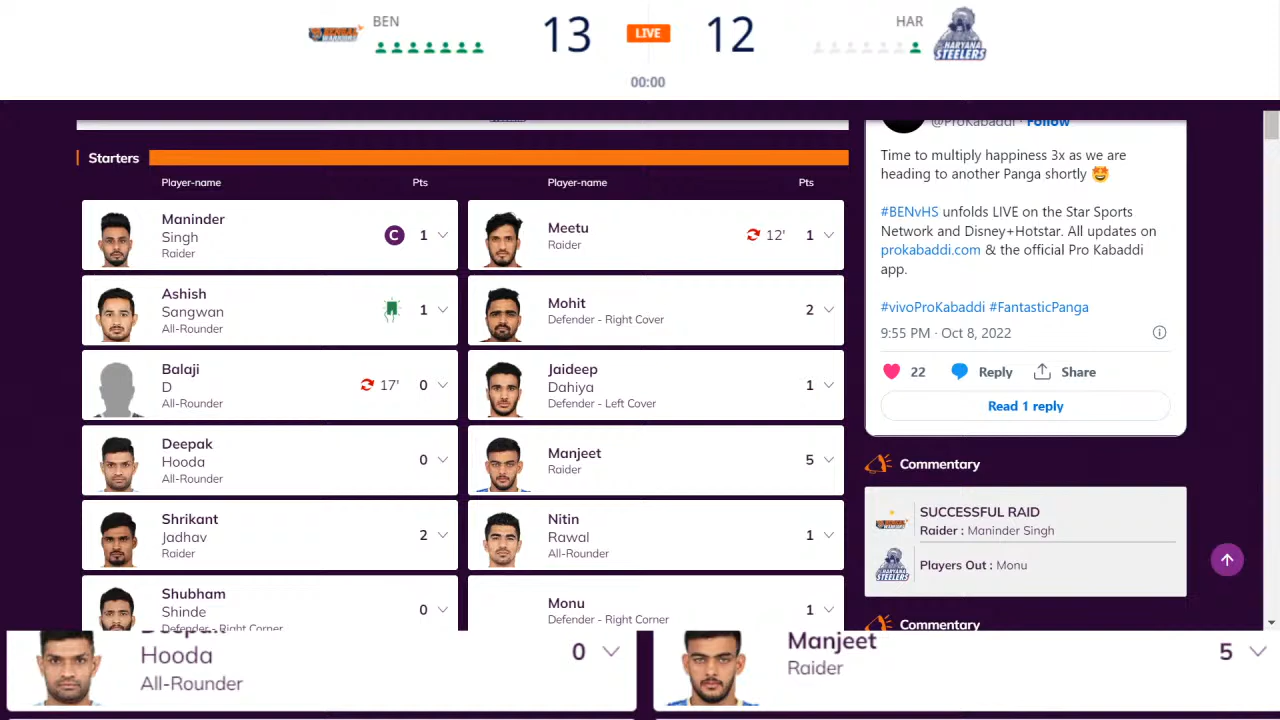 BEN
13
LIVE
12
HAR
HARYANA
STEELERS
00:00
@ProKabaddi · Follow
Time to multiply happiness 3x as we are
heading to another Panga shortly 🤩
#BENvHS unfolds LIVE on the Star Sports
Network and Disney+Hotstar. All updates on
prokabaddi.com & the official Pro Kabaddi
app.
#vivoProKabaddi #FantasticPanga
9:55 PM · Oct 8, 2022
22 Reply Share
Read 1 reply
Starters
Player-name Pts Player-name Pts
Maninder
Singh
Raider
C 1
Meetu
Raider
12' 1
Ashish
Sangwan
All-Rounder
1
Mohit
Defender - Right Cover
2
Balaji
D
All-Rounder
17' 0
Jaideep
Dahiya
Defender - Left Cover
1
Deepak
Hooda
All-Rounder
0
Manjeet
Raider
5
Shrikant
Jadhav
Raider
2
Nitin
Rawal
All-Rounder
1
Shubham
Shinde
Defender - Right Corner
0
Monu
Defender - Right Corner
1
Commentary
SUCCESSFUL RAID
Raider : Maninder Singh
Players Out : Monu
Commentary
Hooda
All-Rounder
0
Manjeet
Raider
5